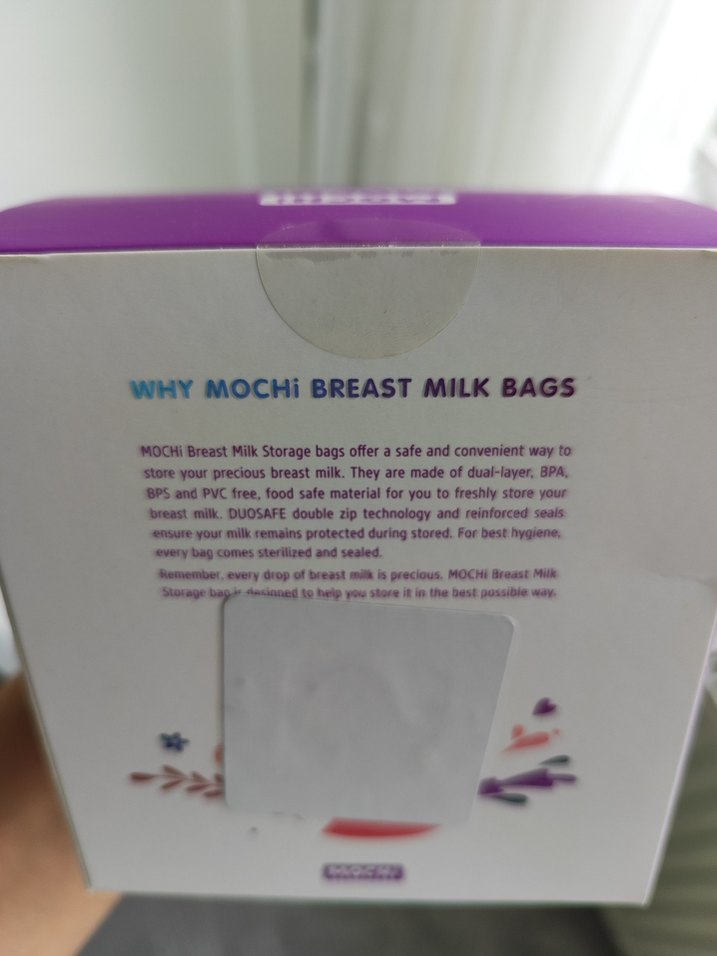 WHY MOCHi BREAST MILK BAGS
MOCHi Breast Milk Storage bags offer a safe and convenient way to
store your precious breast milk. They are made of dual-layer, BPA,
BPS and PVC free, food safe material for you to freshly store your
breast milk. DUOSAFE double zip technology and reinforced seals
ensure your milk remains protected during stored. For best hygiene,
every bag comes sterilized and sealed.
Remember, every drop of breast milk is precious. MOCHi Breast Milk
Storage bag is designed to help you store it in the best possible way.
MOCHi